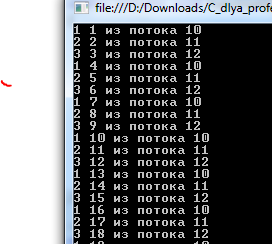 file:///D:/Downloads/C_dlya_prof
1 1 из потока 10
2 2 из потока 11
3 3 из потока 12
1 4 из потока 10
2 5 из потока 11
3 6 из потока 12
1 7 из потока 10
2 8 из потока 11
3 9 из потока 12
1 10 из потока 10
2 11 из потока 11
3 12 из потока 12
1 13 из потока 10
2 14 из потока 11
3 15 из потока 12
1 16 из потока 10
2 17 из потока 11
3 18 из потока 12